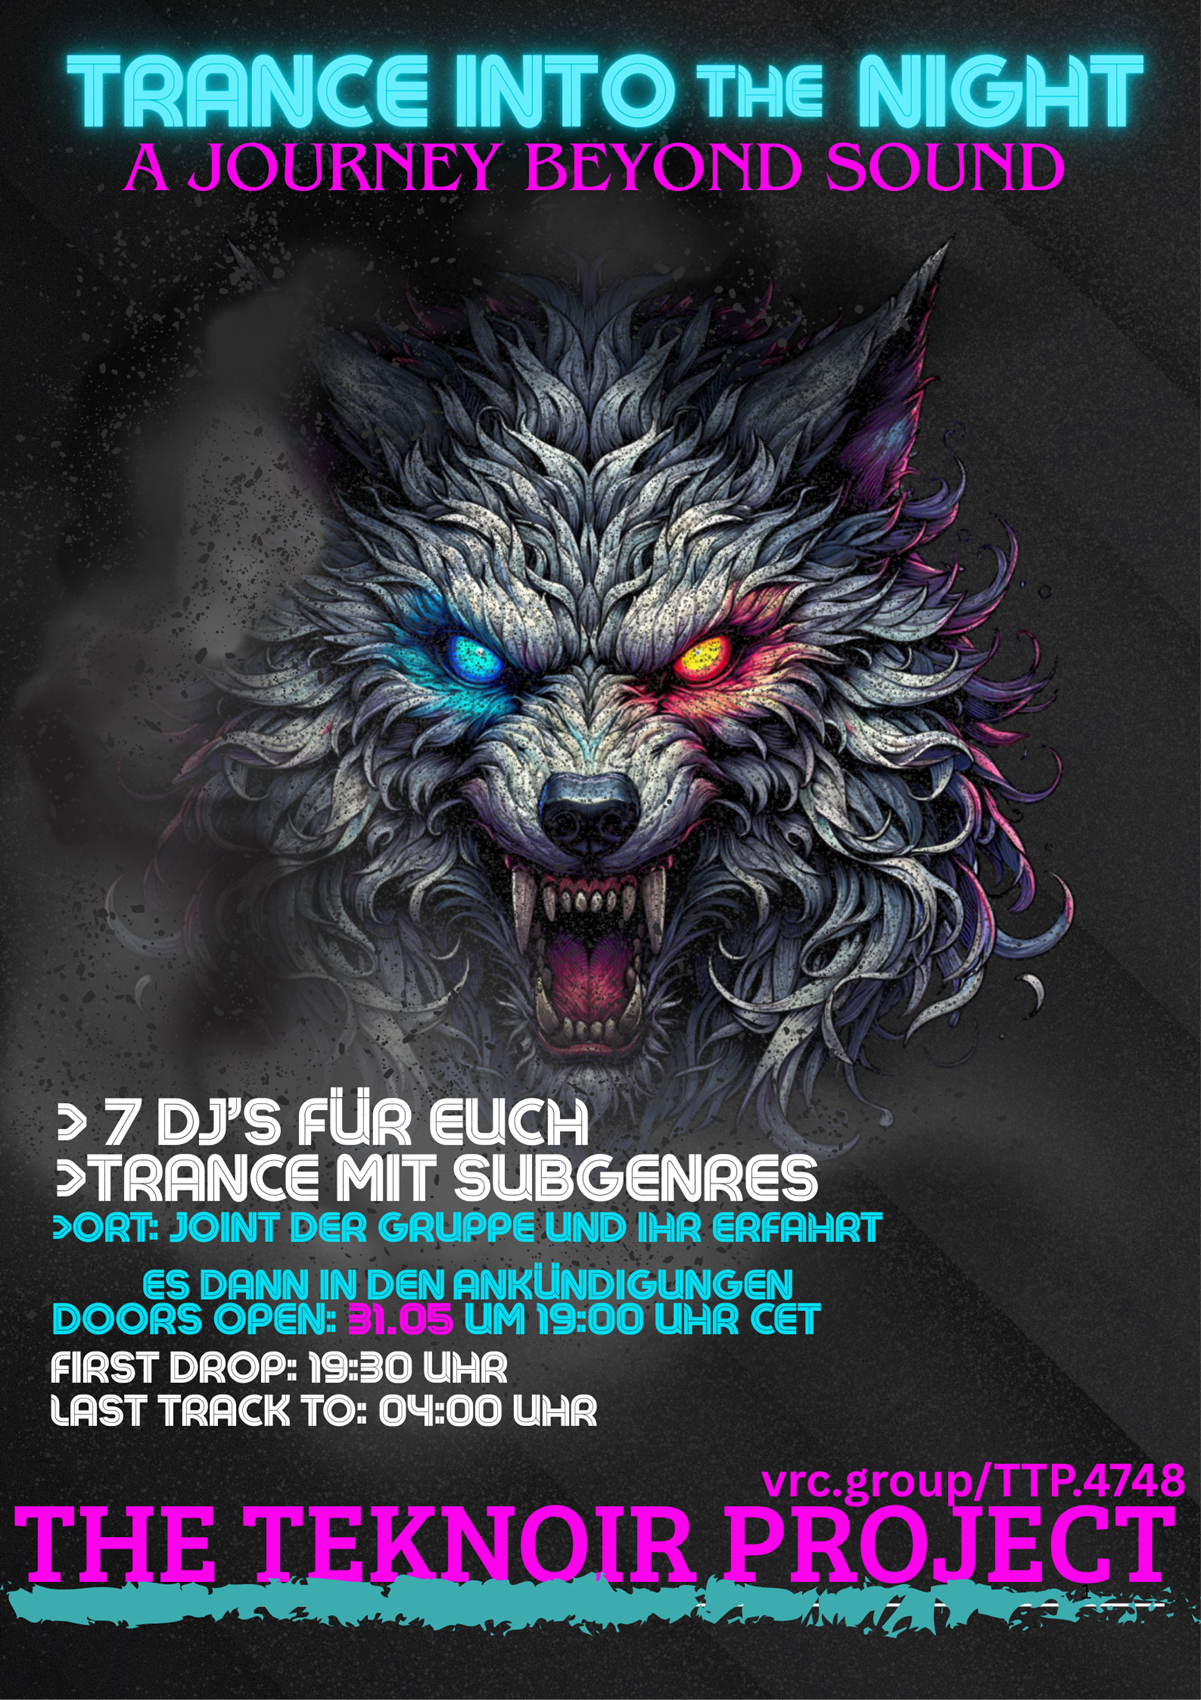 TRANCE INTO THE NIGHT
A JOURNEY BEYOND SOUND
> 7 DJ'S FÜR EUCH
>TRANCE MIT SUBGENRES
>ORT: JOINT DER GRUPPE UND IHR ERFAHRT
ES DANN IN DEN ANKÜNDIGUNGEN
DOORS OPEN: 31.05 UM 19:00 UHR CET
FIRST DROP: 19:30 UHR
LAST TRACK TO: 04:00 UHR
vrc.group/TTP.4748
THE TEKNOIR PROJECT